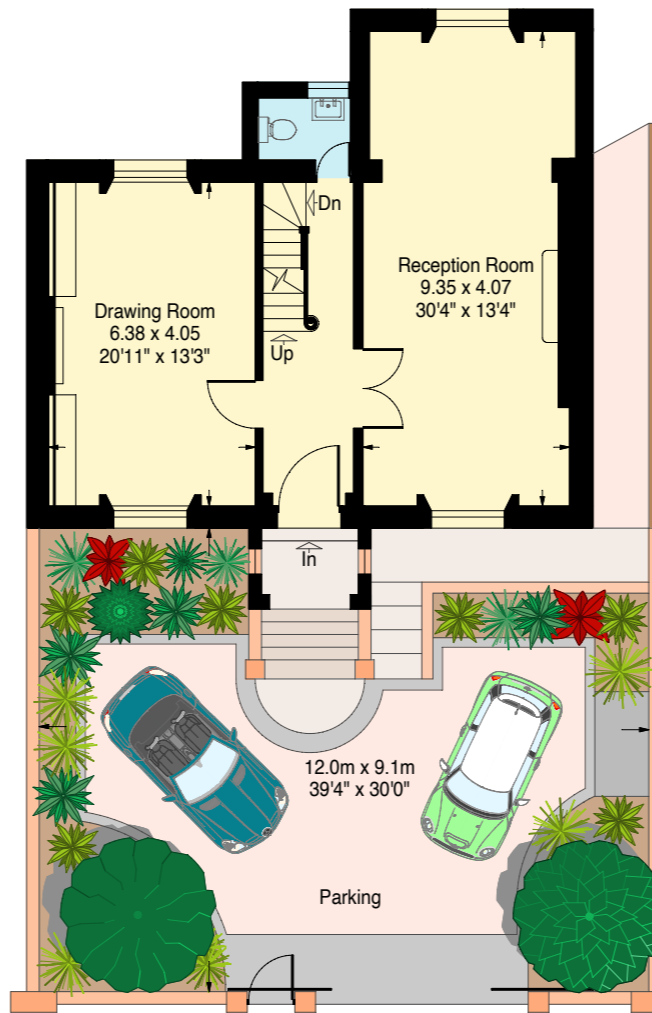 Dn
Reception Room
9.35 x 4.07
30'4" x 13'4"
Drawing Room
6.38 x 4.05
20'11" x 13'3"
Up
In
12.0m x 9.1m
39'4" x 30'0"
Parking